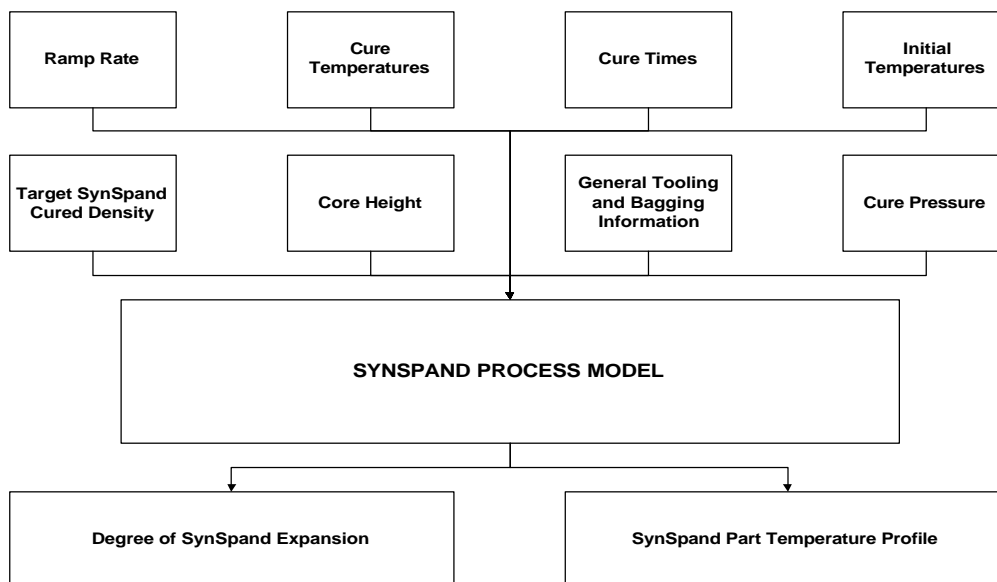 Ramp Rate
Cure
Temperatures
Cure Times
Initial
Temperatures
Target SynSpand
Cured Density
Core Height
General Tooling
and Bagging
Information
Cure Pressure
SYNSPAND PROCESS MODEL
Degree of SynSpand Expansion
SynSpand Part Temperature Profile